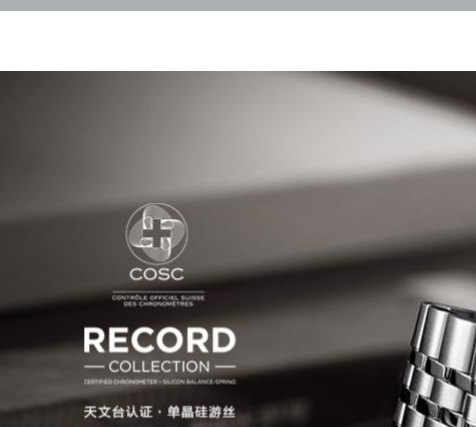 COSC
CONTRÔLE OFFICIEL SUISSE
DES CHRONOMÈTRES
RECORD
COLLECTION
CERTIFIED CHRONOMETER - SILICON BALANCE-SPRING
天文台认证 · 单晶硅游丝